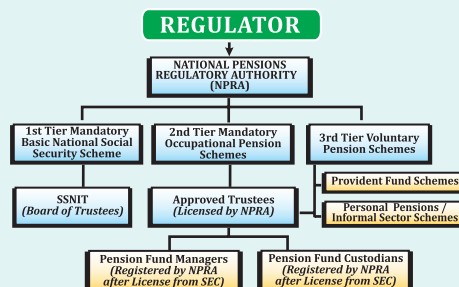 REGULATOR
NATIONAL PENSIONS
REGULATORY AUTHORITY
(NPRA)
1st Tier Mandatory
Basic National Social
Security Scheme
2nd Tier Mandatory
Occupational Pension
Schemes
3rd Tier Voluntary
Pension Schemes
Provident Fund Schemes
Personal Pensions /
Informal Sector Schemes
SSNIT
(Board of Trustees)
Approved Trustees
(Licensed by NPRA)
Pension Fund Managers
(Registered by NPRA
after License from SEC)
Pension Fund Custodians
(Registered by NPRA
after License from SEC)